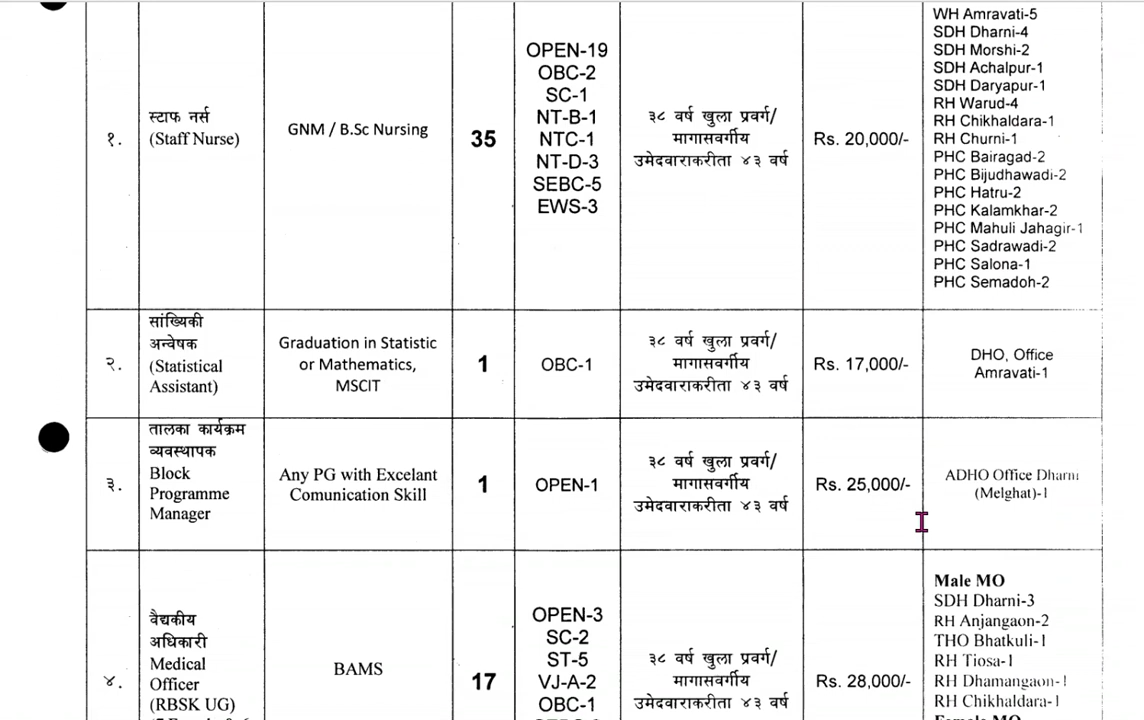 १.
स्टाफ नर्स
(Staff Nurse)
GNM / B.Sc Nursing
35
OPEN-19
OBC-2
SC-1
NT-B-1
NTC-1
NT-D-3
SEBC-5
EWS-3
३८ वर्ष खुला प्रवर्ग/
मागासवर्गीय
उमेदवाराकरीता ४३ वर्ष
Rs. 20,000/-
WH Amravati-5
SDH Dharni-4
SDH Morshi-2
SDH Achalpur-1
SDH Daryapur-1
RH Warud-4
RH Chikhaldara-1
RH Churni-1
PHC Bairagad-2
PHC Bijudhawadi-2
PHC Hatru-2
PHC Kalamkhar-2
PHC Mahuli Jahagir-1
PHC Sadrawadi-2
PHC Salona-1
PHC Semadoh-2
२.
सांख्यिकी
अन्वेषक
(Statistical
Assistant)
Graduation in Statistic
or Mathematics,
MSCIT
1
OBC-1
३८ वर्ष खुला प्रवर्ग/
मागासवर्गीय
उमेदवाराकरीता ४३ वर्ष
Rs. 17,000/-
DHO, Office
Amravati-1
३.
तालका कार्यक्रम
व्यवस्थापक
Block
Programme
Manager
Any PG with Excelant
Comunication Skill
1
OPEN-1
३८ वर्ष खुला प्रवर्ग/
मागासवर्गीय
उमेदवाराकरीता ४३ वर्ष
Rs. 25,000/-
ADHO Office Dharni
(Melghat)-1
४.
वैद्यकीय
अधिकारी
Medical
Officer
(RBSK UG)
BAMS
17
OPEN-3
SC-2
ST-5
VJ-A-2
OBC-1
३८ वर्ष खुला प्रवर्ग/
मागासवर्गीय
उमेदवाराकरीता ४३ वर्ष
Rs. 28,000/-
Male MO
SDH Dharni-3
RH Anjangaon-2
THO Bhatkuli-1
RH Tiosa-1
RH Dhamangaon-1
RH Chikhaldara-1